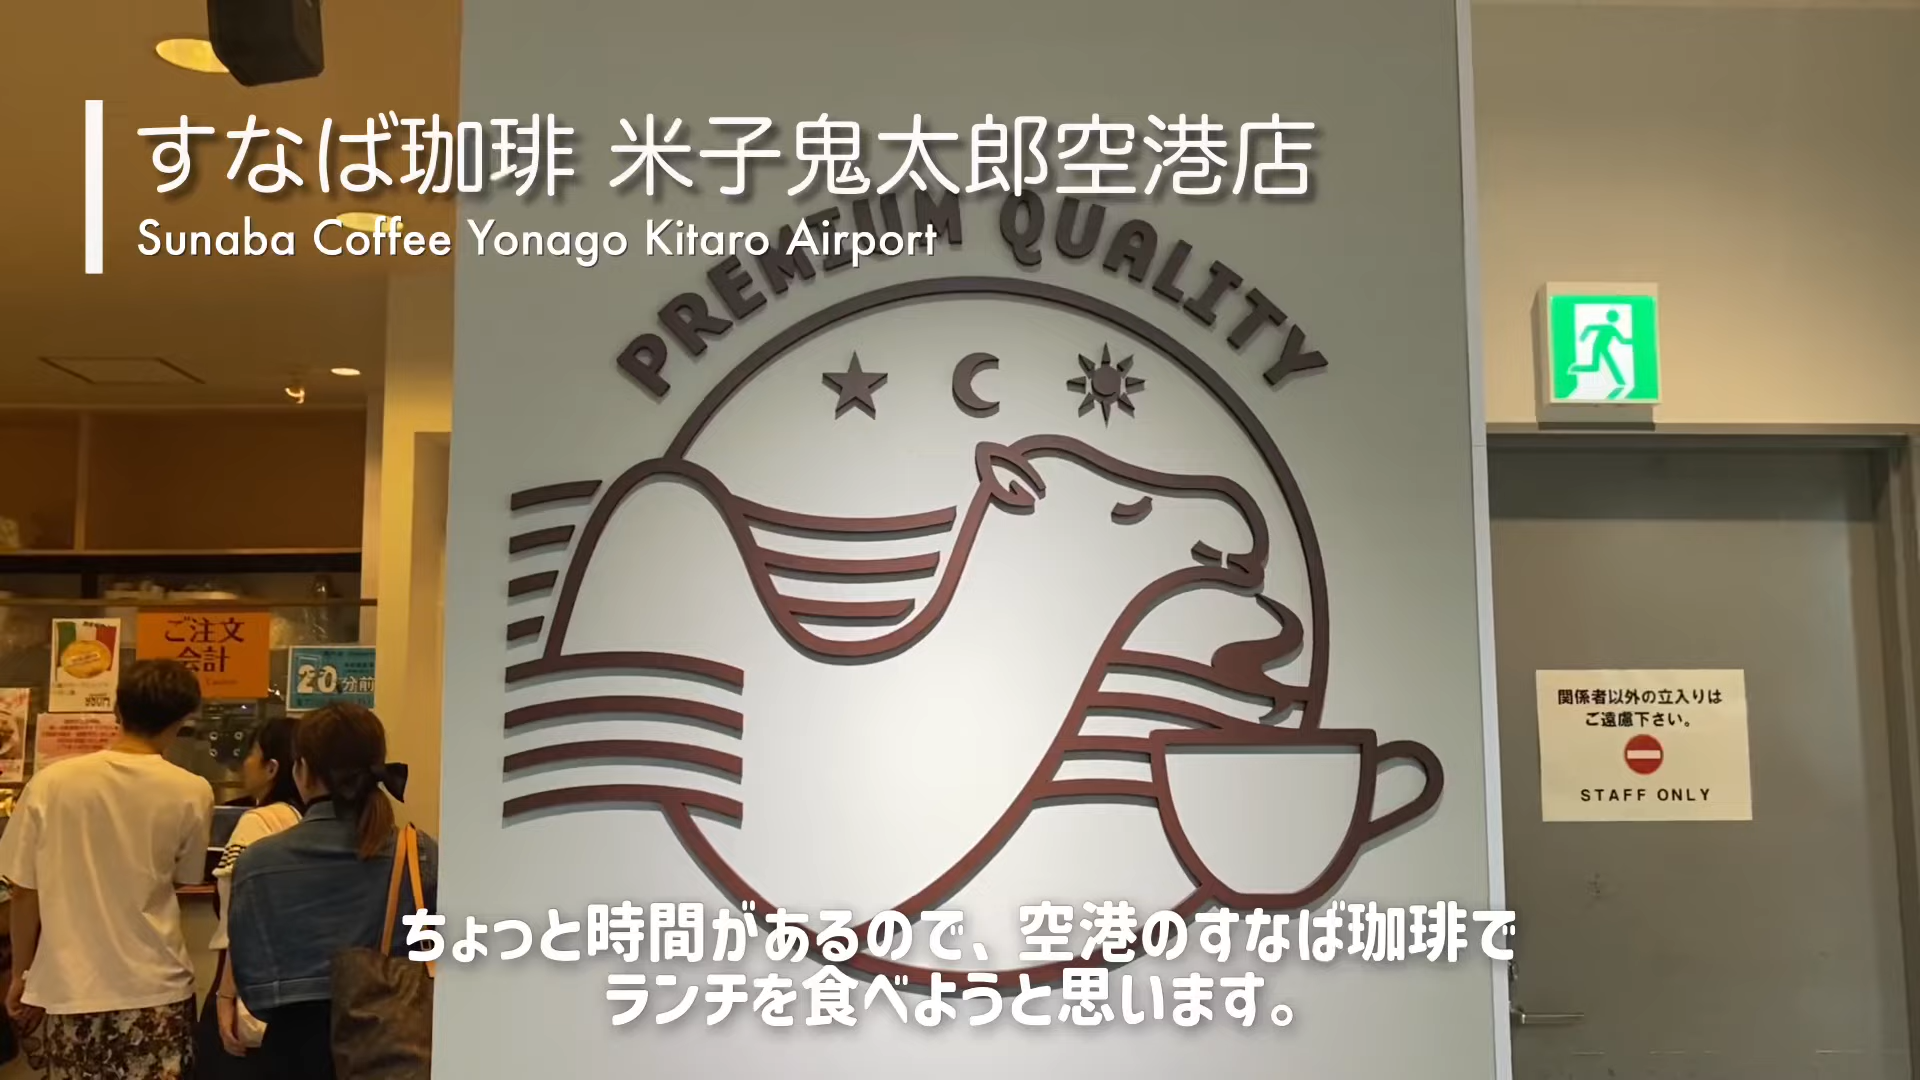 すなば珈琲 米子鬼太郎空港店
Sunaba Coffee Yonago Kitaro Airport
PREMIUM QUALITY
ご注文
会計
20分前
関係者以外の立入りは
ご遠慮下さい。
STAFF ONLY
ちょっと時間があるので、空港のすなば珈琲で
ランチを食べようと思います。